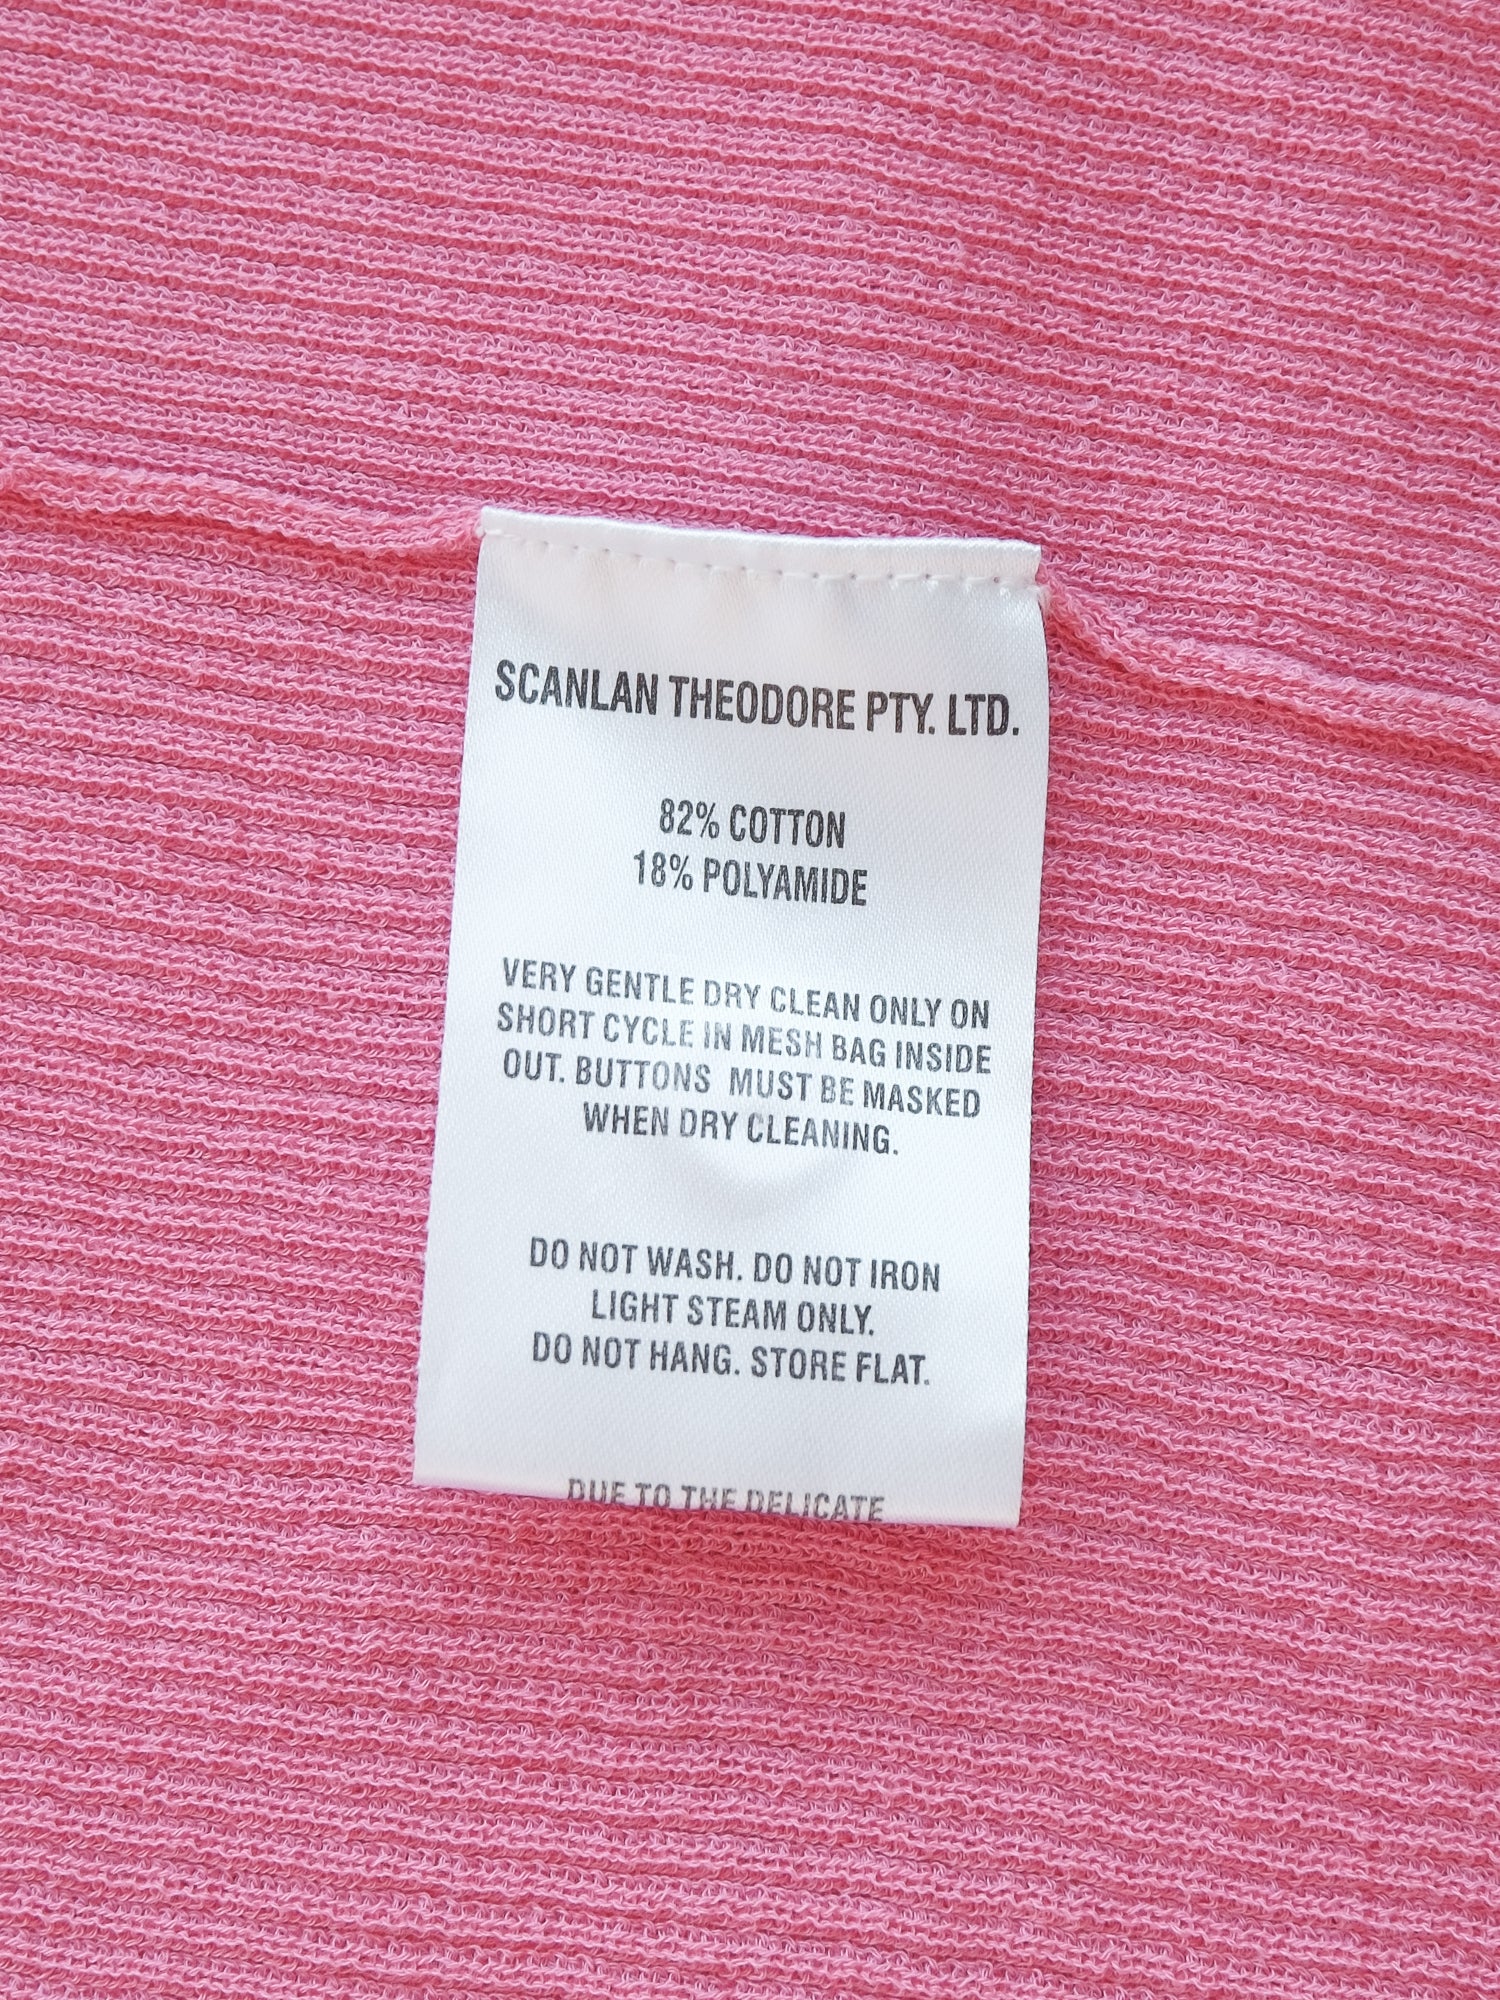 SCANLAN THEODORE PTY. LTD.
82% COTTON
18% POLYAMIDE
VERY GENTLE DRY CLEAN ONLY ON
SHORT CYCLE IN MESH BAG INSIDE
OUT. BUTTONS MUST BE MASKED
WHEN DRY CLEANING.
DO NOT WASH. DO NOT IRON
LIGHT STEAM ONLY.
DO NOT HANG. STORE FLAT.
DUE TO THE DELICATE